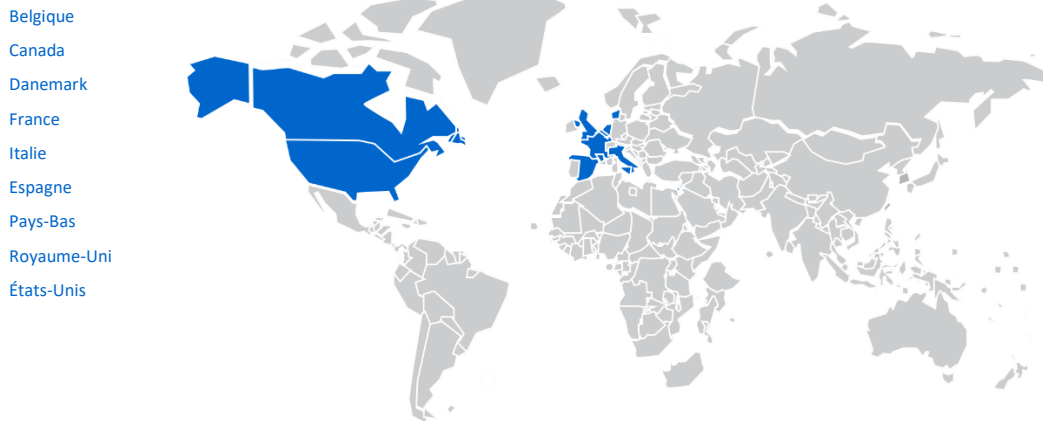 Belgique
Canada
Danemark
France
Italie
Espagne
Pays-Bas
Royaume-Uni
États-Unis